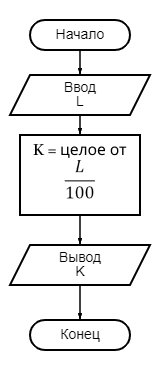 Начало
Ввод
L
K = целое от
L
100
Вывод
K
Конец